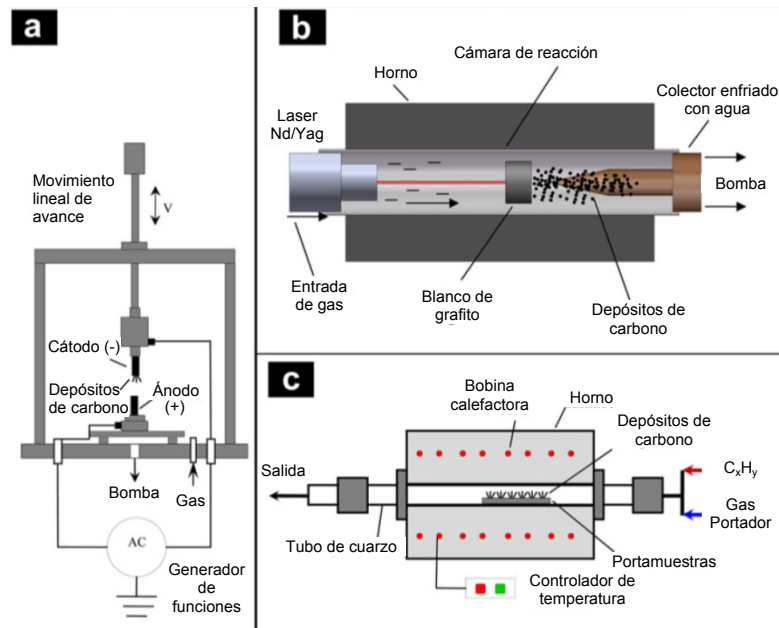 a
Movimiento
lineal de
avance
V
Cátodo (-)
Depósitos
de carbono
Ánodo
(+)
Bomba
Gas
AC
Generador
de
funciones
b
Cámara de reacción
Horno
Colector enfriado
con agua
Laser
Nd/Yag
Bomba
Entrada
de gas
Blanco de
grafito
Depósitos de
carbono
c
Bobina
calefactora
Horno
Depósitos de
carbono
Salida
CxHy
Gas
Portador
Tubo de cuarzo
Portamuestras
Controlador de
temperatura